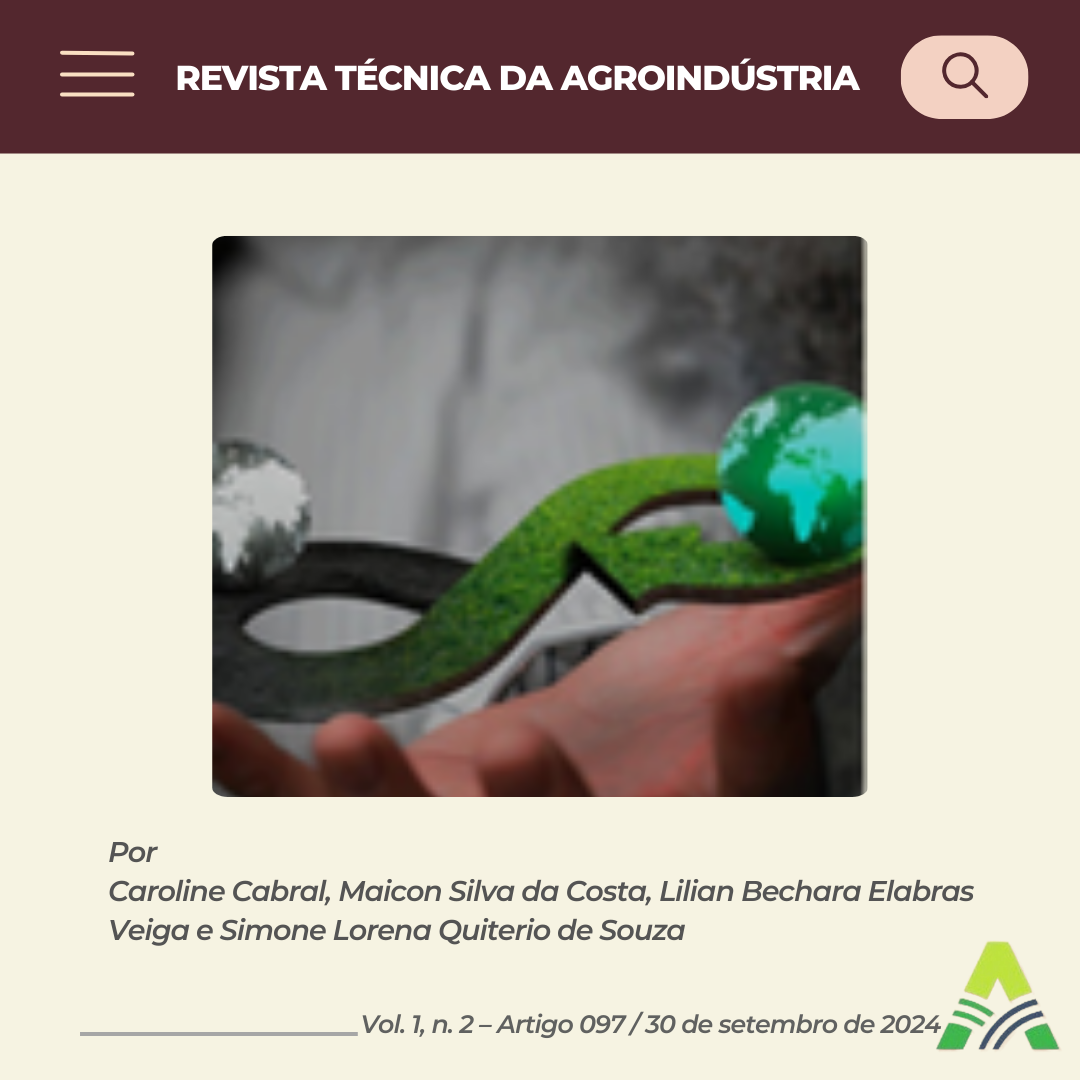 REVISTA TÉCNICA DA AGROINDÚSTRIA
Por
Caroline Cabral, Maicon Silva da Costa, Lilian Bechara Elabras
Veiga e Simone Lorena Quiterio de Souza
Vol. 1, n. 2 – Artigo 097 / 30 de setembro de 2024